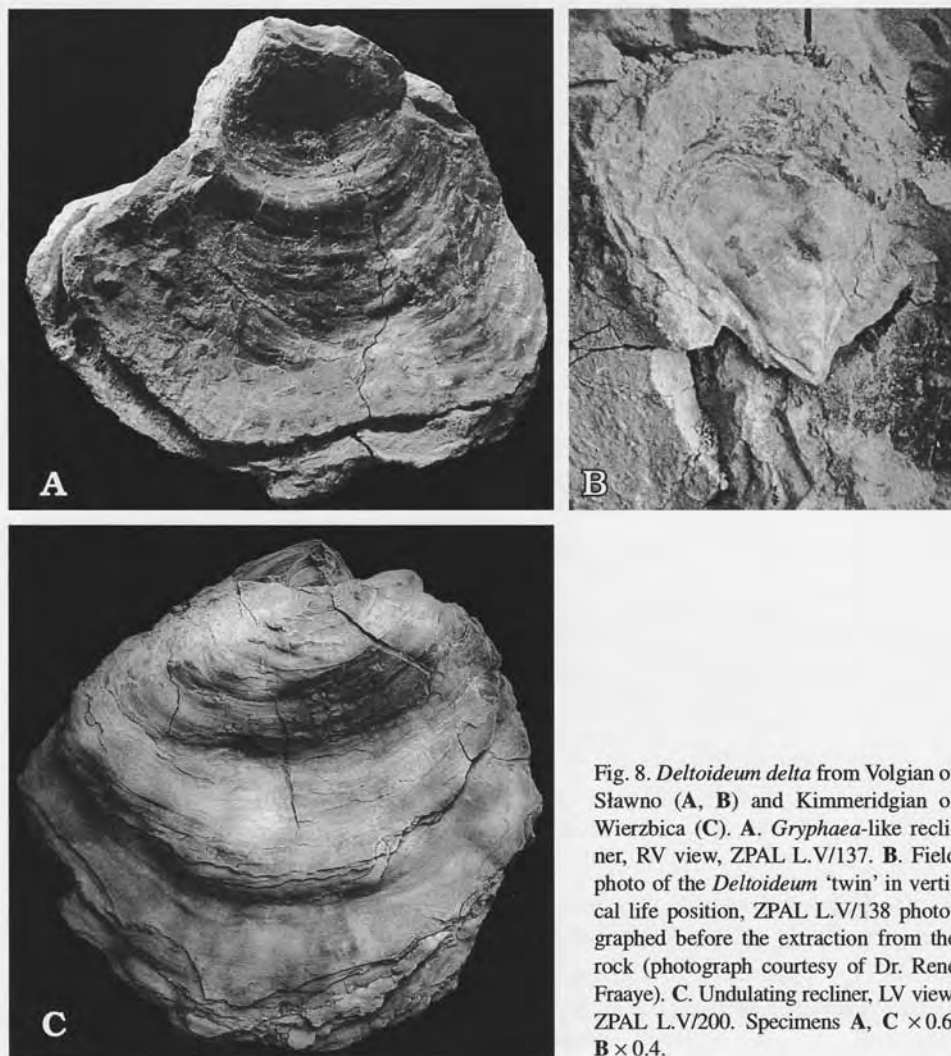 A
B
C
Fig. 8. Deltoideum delta from Volgian o
Sławno (A, B) and Kimmeridgian o
Wierzbica (C). A. Gryphaea-like recli
ner, RV view, ZPAL L.V/137. B. Field
photo of the Deltoideum ‘twin’ in verti
cal life position, ZPAL L.V/138 photo
graphed before the extraction from the
rock (photograph courtesy of Dr. René
Fraaye). C. Undulating recliner, LV view
ZPAL L.V/200. Specimens A, C ×0.6
B × 0.4.